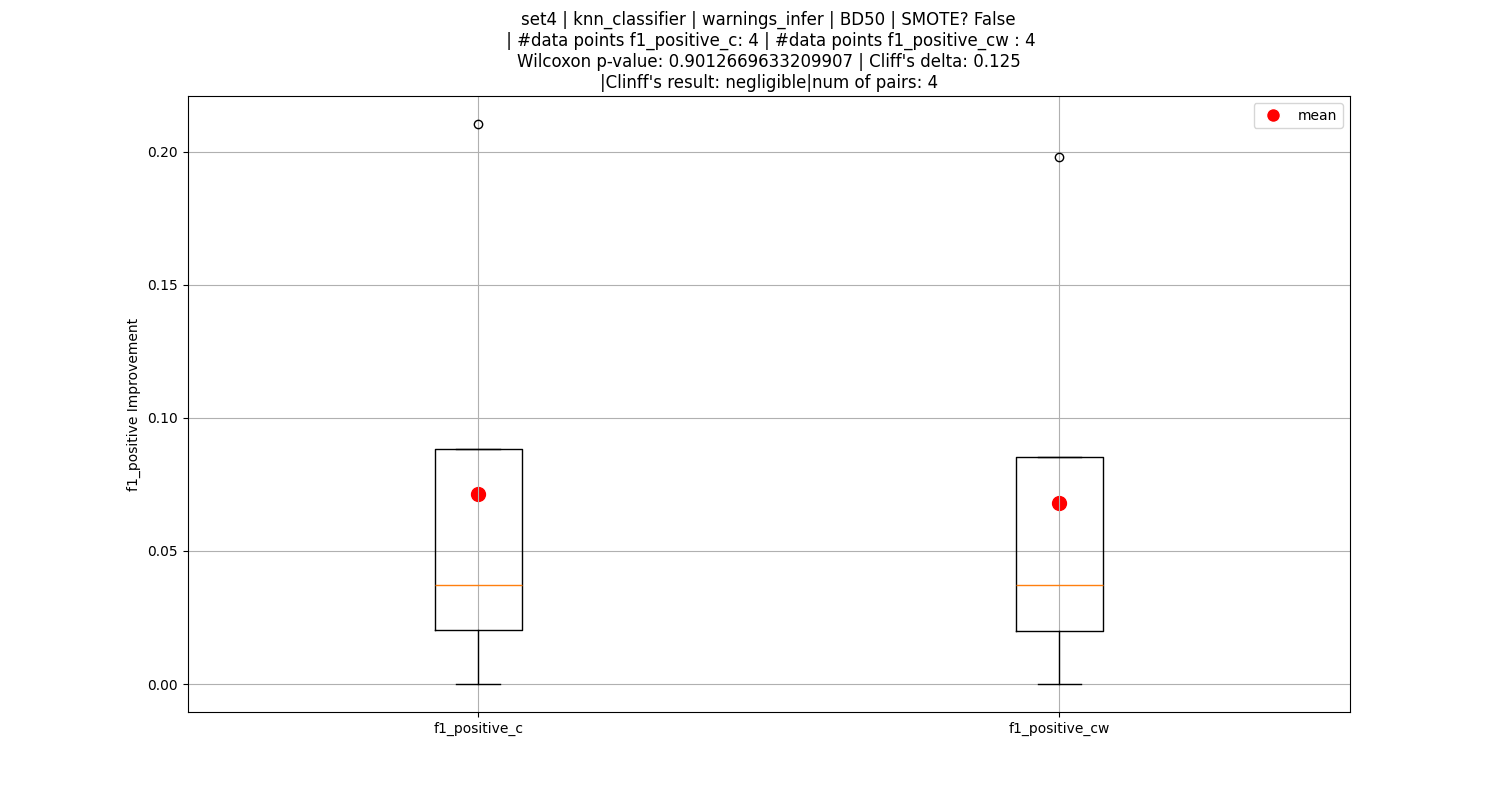 set4 | knn_classifier | warnings_infer | BD50 | SMOTE? False
| #data points f1_positive_c: 4 | #data points f1_positive_cw : 4
Wilcoxon p-value: 0.9012669633209907 | Cliff's delta: 0.125
|Clinff's result: negligible|num of pairs: 4
mean
0.20
0.15
0.10
0.05
0.00
f1_positive Improvement
f1_positive_c
f1_positive_cw